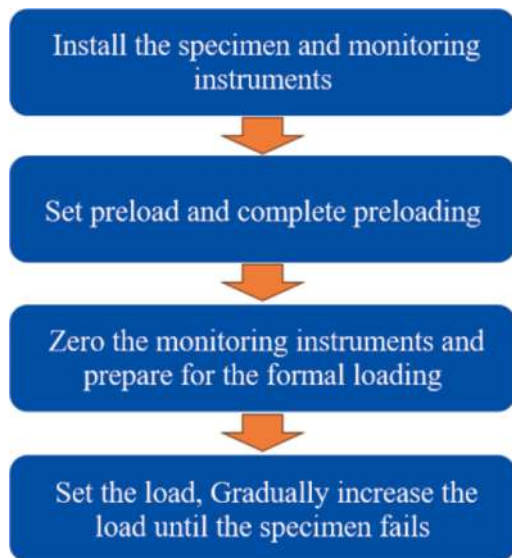 Install the specimen and monitoring
instruments
Set preload and complete preloading
Zero the monitoring instruments and
prepare for the formal loading
Set the load, Gradually increase the
load until the specimen fails